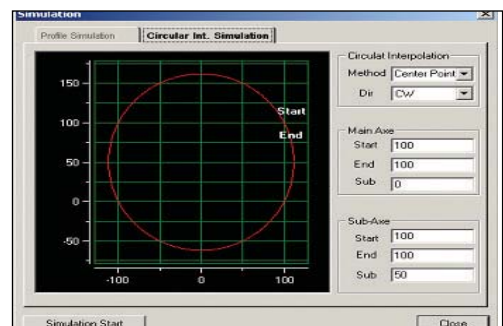 Simulation
Profile Simulation
Circular Int. Simulation
150
100
50
0
-50
-100
0
100
Start
End
Circulat Interpolation
Method Center Point
Dir CW
Main Axe
Start 100
End 100
Sub 0
Sub-Axe
Start 100
End 100
Sub 50
Simulation Start
Close